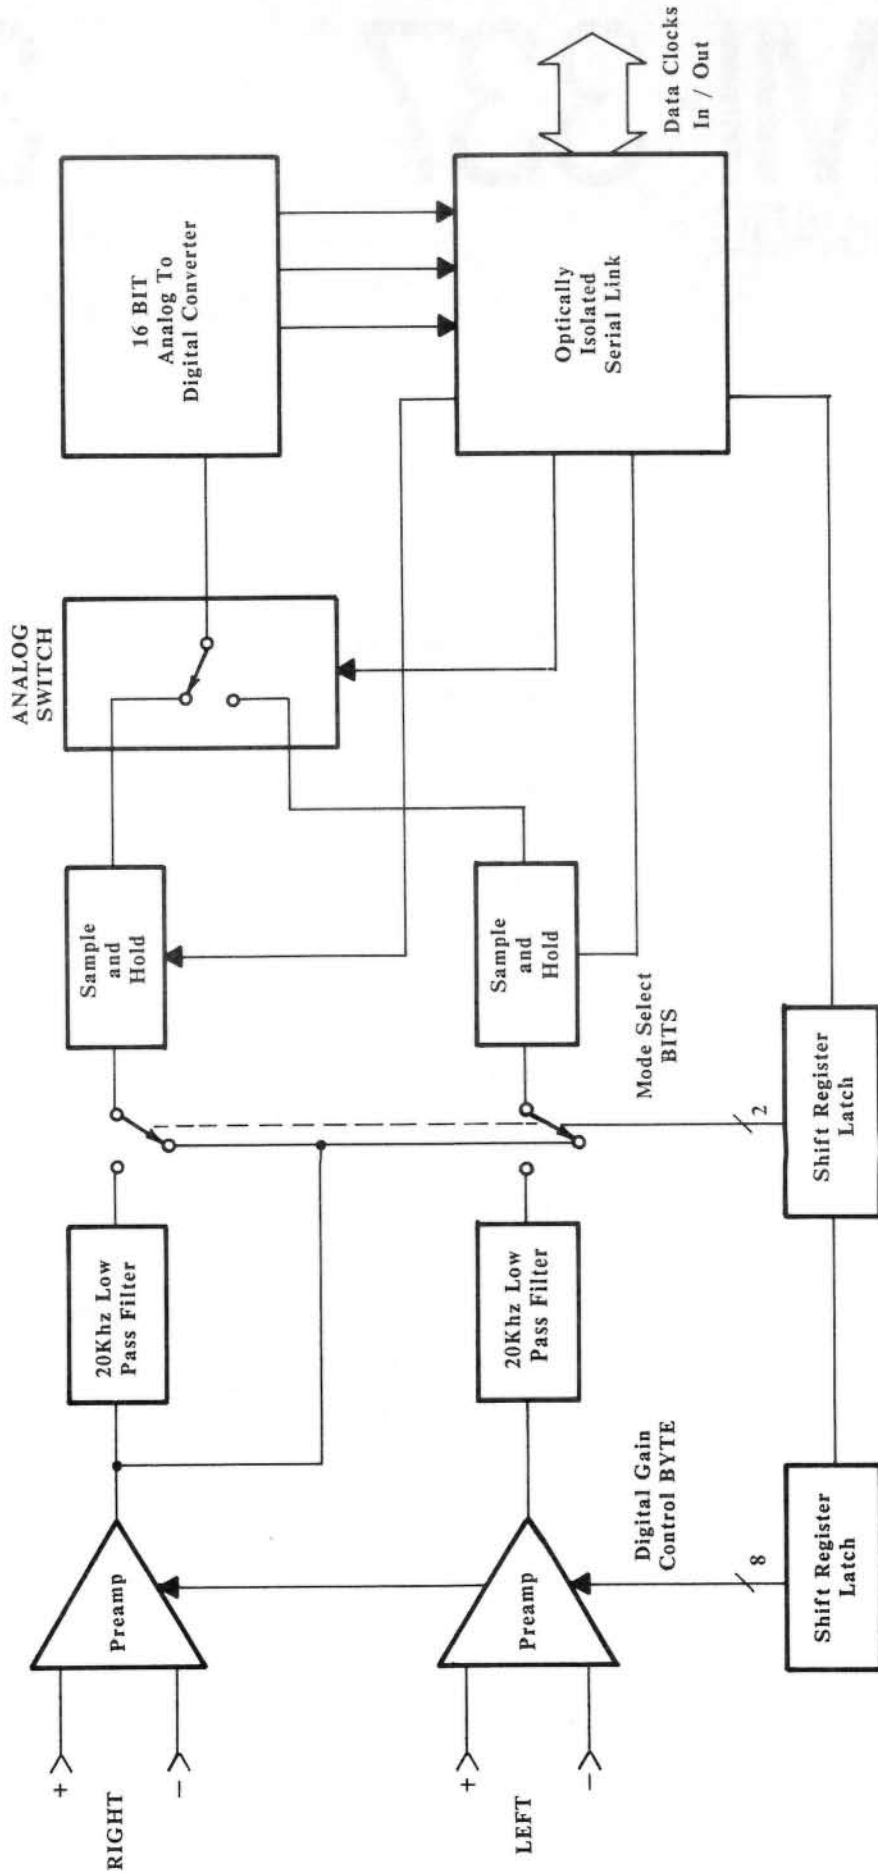 RIGHT
+
−
Preamp
20Khz Low
Pass Filter
Sample
and
Hold
ANALOG
SWITCH
16 BIT
Analog To
Digital Converter
LEFT
+
−
Preamp
20Khz Low
Pass Filter
Sample
and
Hold
Optically
Isolated
Serial Link
Data Clocks
In / Out
Digital Gain
Control BYTE
8
Mode Select
BITS
2
Shift Register
Latch
Shift Register
Latch